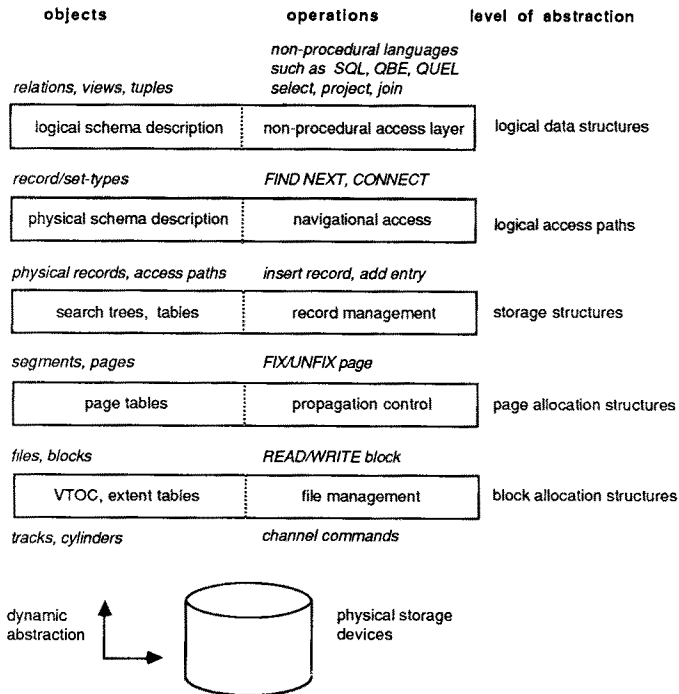 objects operations level of abstraction
non-procedural languages
such as SQL, QBE, QUEL
relations, views, tuples select, project, join
logical schema description non-procedural access layer logical data structures
record/set-types FIND NEXT, CONNECT
physical schema description navigational access logical access paths
physical records, access paths insert record, add entry
search trees, tables record management storage structures
segments, pages FIX/UNFIX page
page tables propagation control page allocation structures
files, blocks READ/WRITE block
VTOC, extent tables file management block allocation structures
tracks, cylinders channel commands
dynamic physical storage
abstraction devices